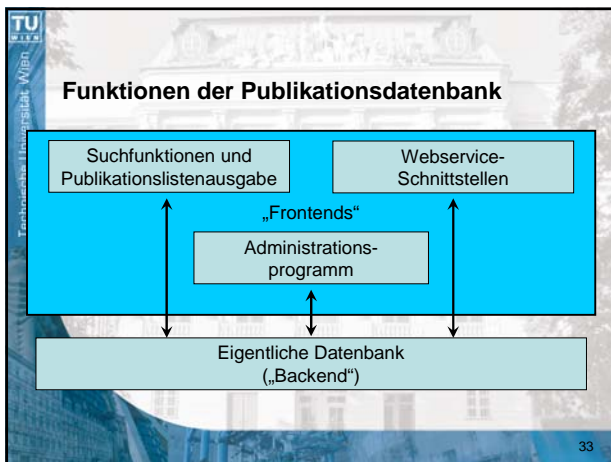 TU
WIEN
Technische Universität Wien
Funktionen der Publikationsdatenbank
Suchfunktionen und
Publikationslistenausgabe
Webservice-
Schnittstellen
„Frontends“
Administrations-
programm
Eigentliche Datenbank
(„Backend“)
33